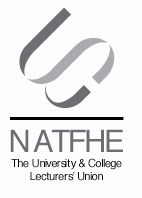 NATFHE
The University & College
Lecturers' Union